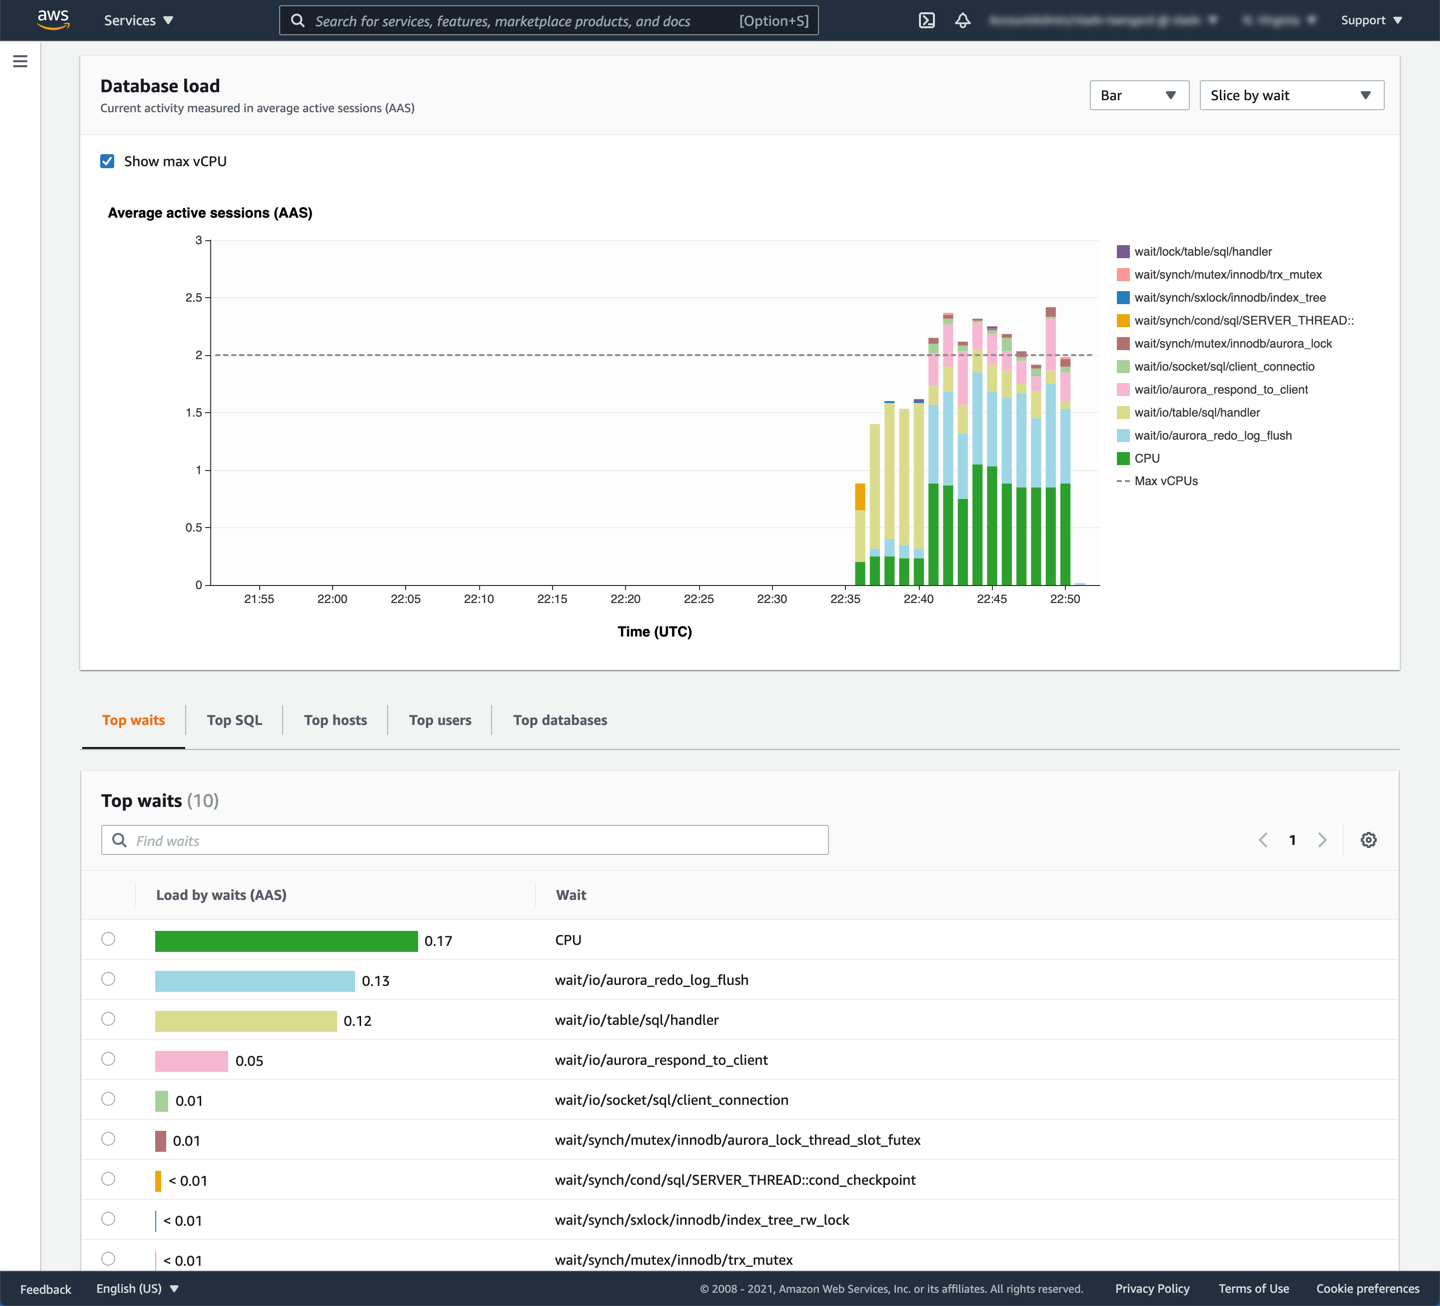 aws
Services
Search for services, features, marketplace products, and docs [Option+S]
Support
Database load
Current activity measured in average active sessions (AAS)
Bar
Slice by wait
Show max vCPU
Average active sessions (AAS)
3
2.5
2
1.5
1
0.5
0
21:55 22:00 22:05 22:10 22:15 22:20 22:25 22:30 22:35 22:40 22:45 22:50
Time (UTC)
wait/lock/table/sql/handler
wait/synch/mutex/innodb/trx_mutex
wait/synch/sxlock/innodb/index_tree
wait/synch/cond/sql/SERVER_THREAD::
wait/synch/mutex/innodb/aurora_lock
wait/io/socket/sql/client_connectio
wait/io/aurora_respond_to_client
wait/io/table/sql/handler
wait/io/aurora_redo_log_flush
CPU
Max vCPUs
Top waits Top SQL Top hosts Top users Top databases
Top waits (10)
Find waits
1
Load by waits (AAS) Wait
0.17 CPU
0.13 wait/io/aurora_redo_log_flush
0.12 wait/io/table/sql/handler
0.05 wait/io/aurora_respond_to_client
0.01 wait/io/socket/sql/client_connection
0.01 wait/synch/mutex/innodb/aurora_lock_thread_slot_futex
< 0.01 wait/synch/cond/sql/SERVER_THREAD::cond_checkpoint
< 0.01 wait/synch/sxlock/innodb/index_tree_rw_lock
< 0.01 wait/synch/mutex/innodb/trx_mutex
Feedback English (US) © 2008 - 2021, Amazon Web Services, Inc. or its affiliates. All rights reserved. Privacy Policy Terms of Use Cookie preferences